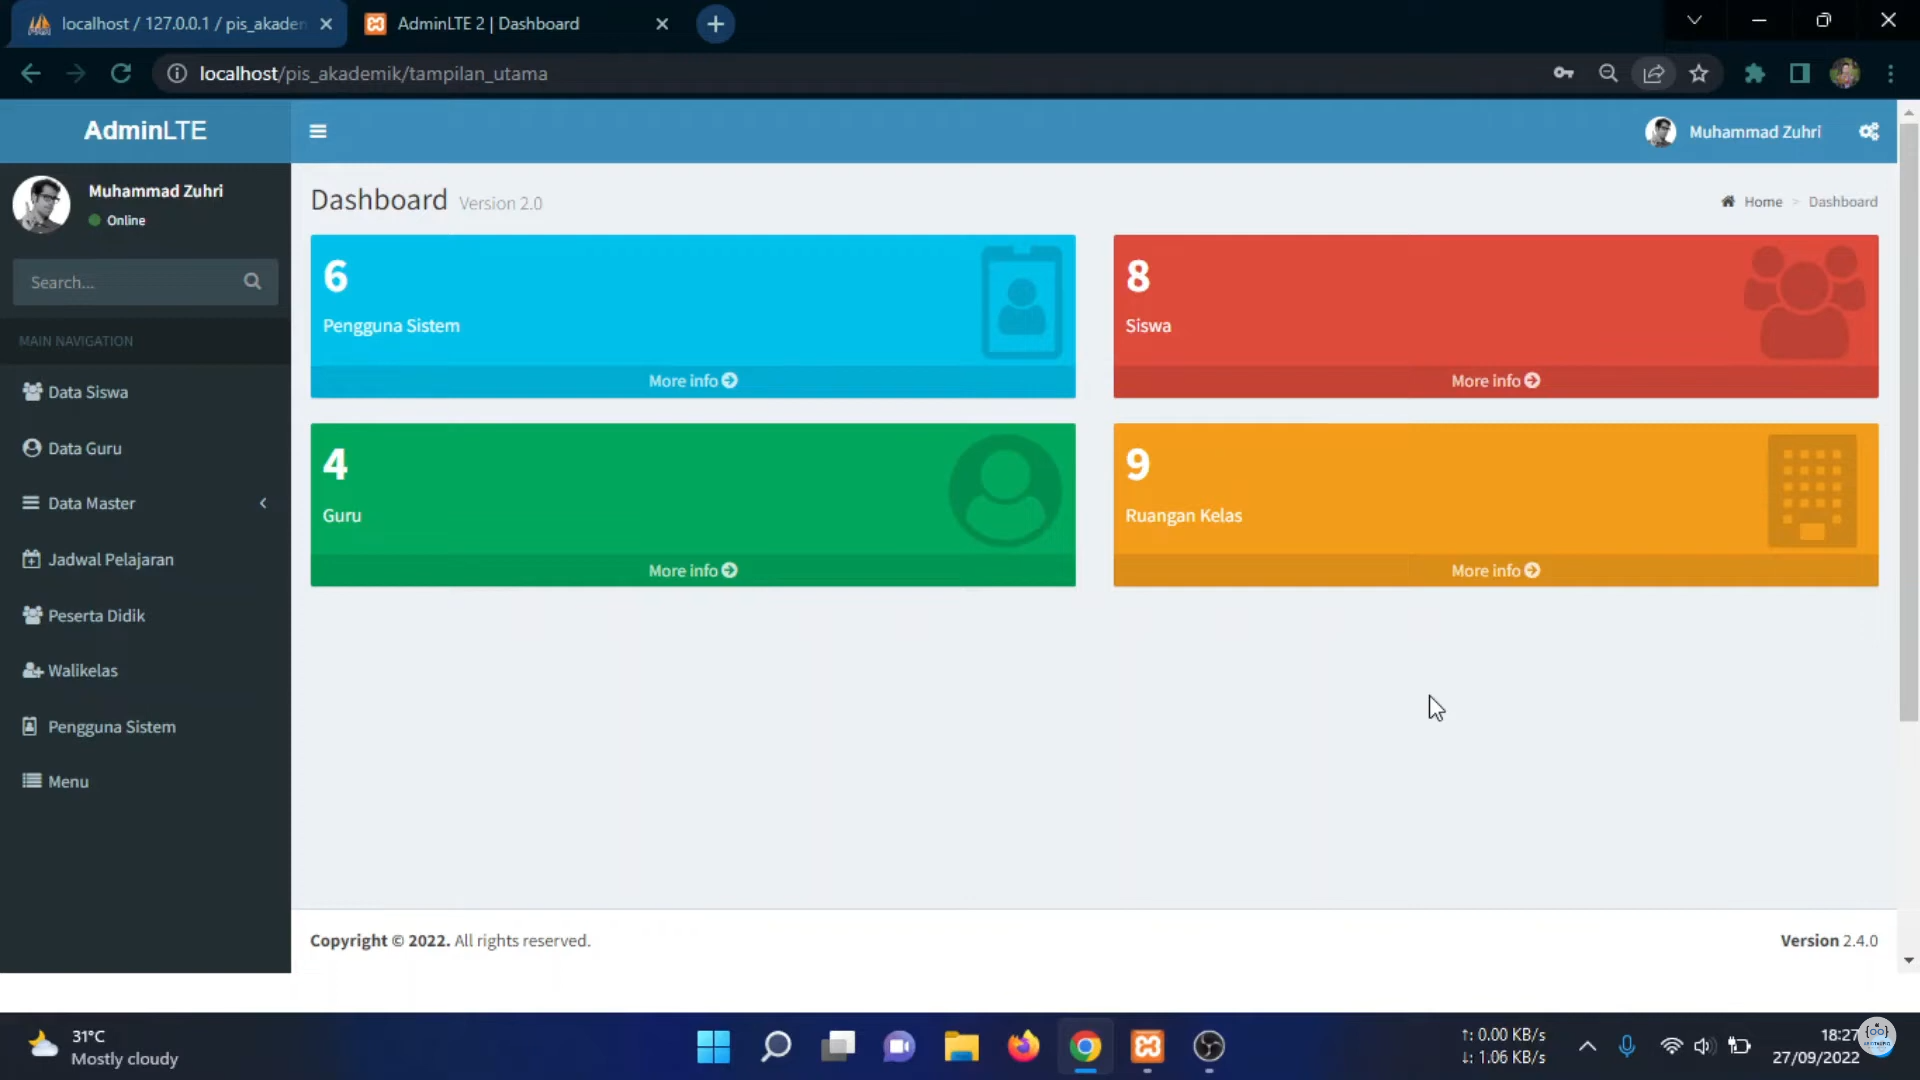 localhost / 127.0.0.1 / pis_akaden
AdminLTE 2 | Dashboard
localhost/pis_akademik/tampilan_utama
AdminLTE
Muhammad Zuhri
Muhammad Zuhri
Online
Search...
MAIN NAVIGATION
Data Siswa
Data Guru
Data Master
Jadwal Pelajaran
Peserta Didik
Walikelas
Pengguna Sistem
Menu
Dashboard Version 2.0
Home > Dashboard
6
Pengguna Sistem
More info
8
Siswa
More info
4
Guru
More info
9
Ruangan Kelas
More info
Copyright © 2022. All rights reserved.
Version 2.4.0
31°C
Mostly cloudy
↑: 0.00 KB/s
↓: 1.06 KB/s
18:27
27/09/2022